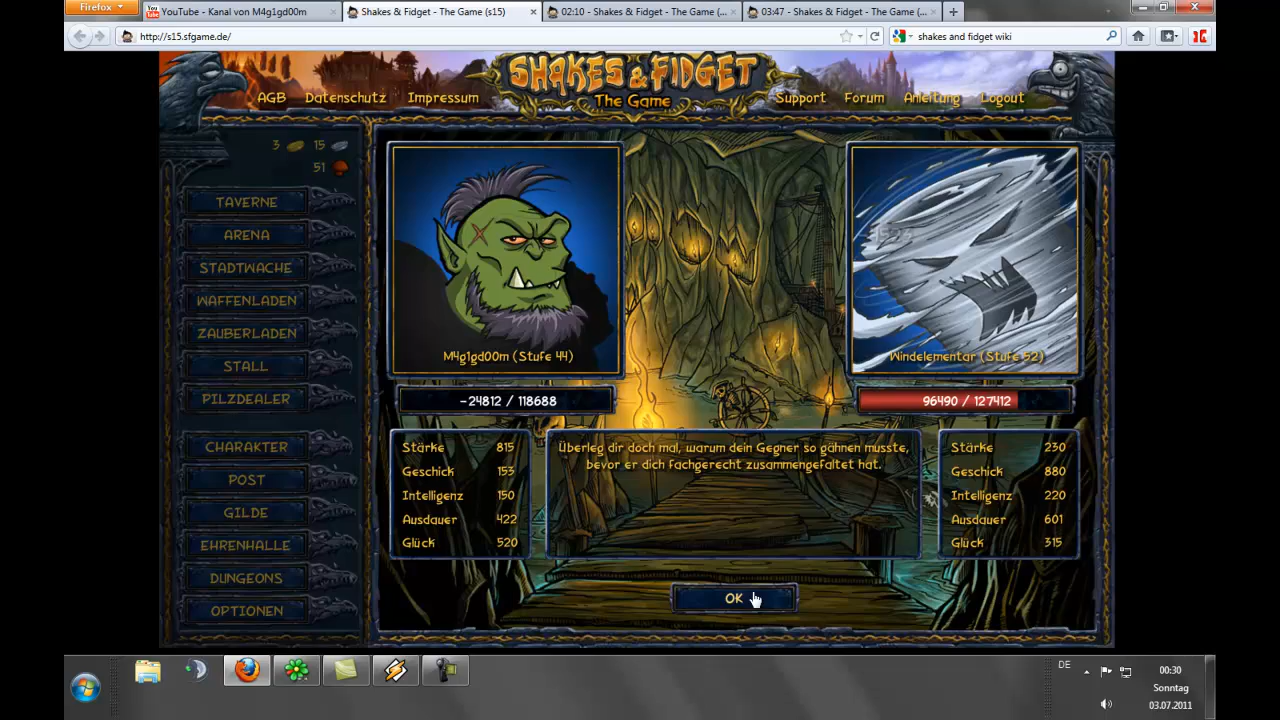 Firefox
YouTube - Kanal von M4g1gd00m
Shakes & Fidget - The Game (s15)
02:10 - Shakes & Fidget - The Game (...
03:47 - Shakes & Fidget - The Game (...
http://s15.sfgame.de/
shakes and fidget wiki
SHAKES & FIDGET
The Game
AGB Datenschutz Impressum
Support Forum Anleitung Logout
3 15
51
TAVERNE
ARENA
STADTWACHE
WAFFENLADEN
ZAUBERLADEN
STALL
PILZDEALER
CHARAKTER
POST
GILDE
EHRENHALLE
DUNGEONS
OPTIONEN
M4g1gd00m (Stufe 44)
Windelementar (Stufe 52)
-24812 / 118688
96490 / 127412
Stärke 815
Geschick 153
Intelligenz 150
Ausdauer 422
Glück 520
Überleg dir doch mal, warum dein Gegner so gähnen musste,
bevor er dich fachgerecht zusammengefaltet hat.
Stärke 230
Geschick 880
Intelligenz 220
Ausdauer 601
Glück 315
OK
DE
00:30
Sonntag
03.07.2011